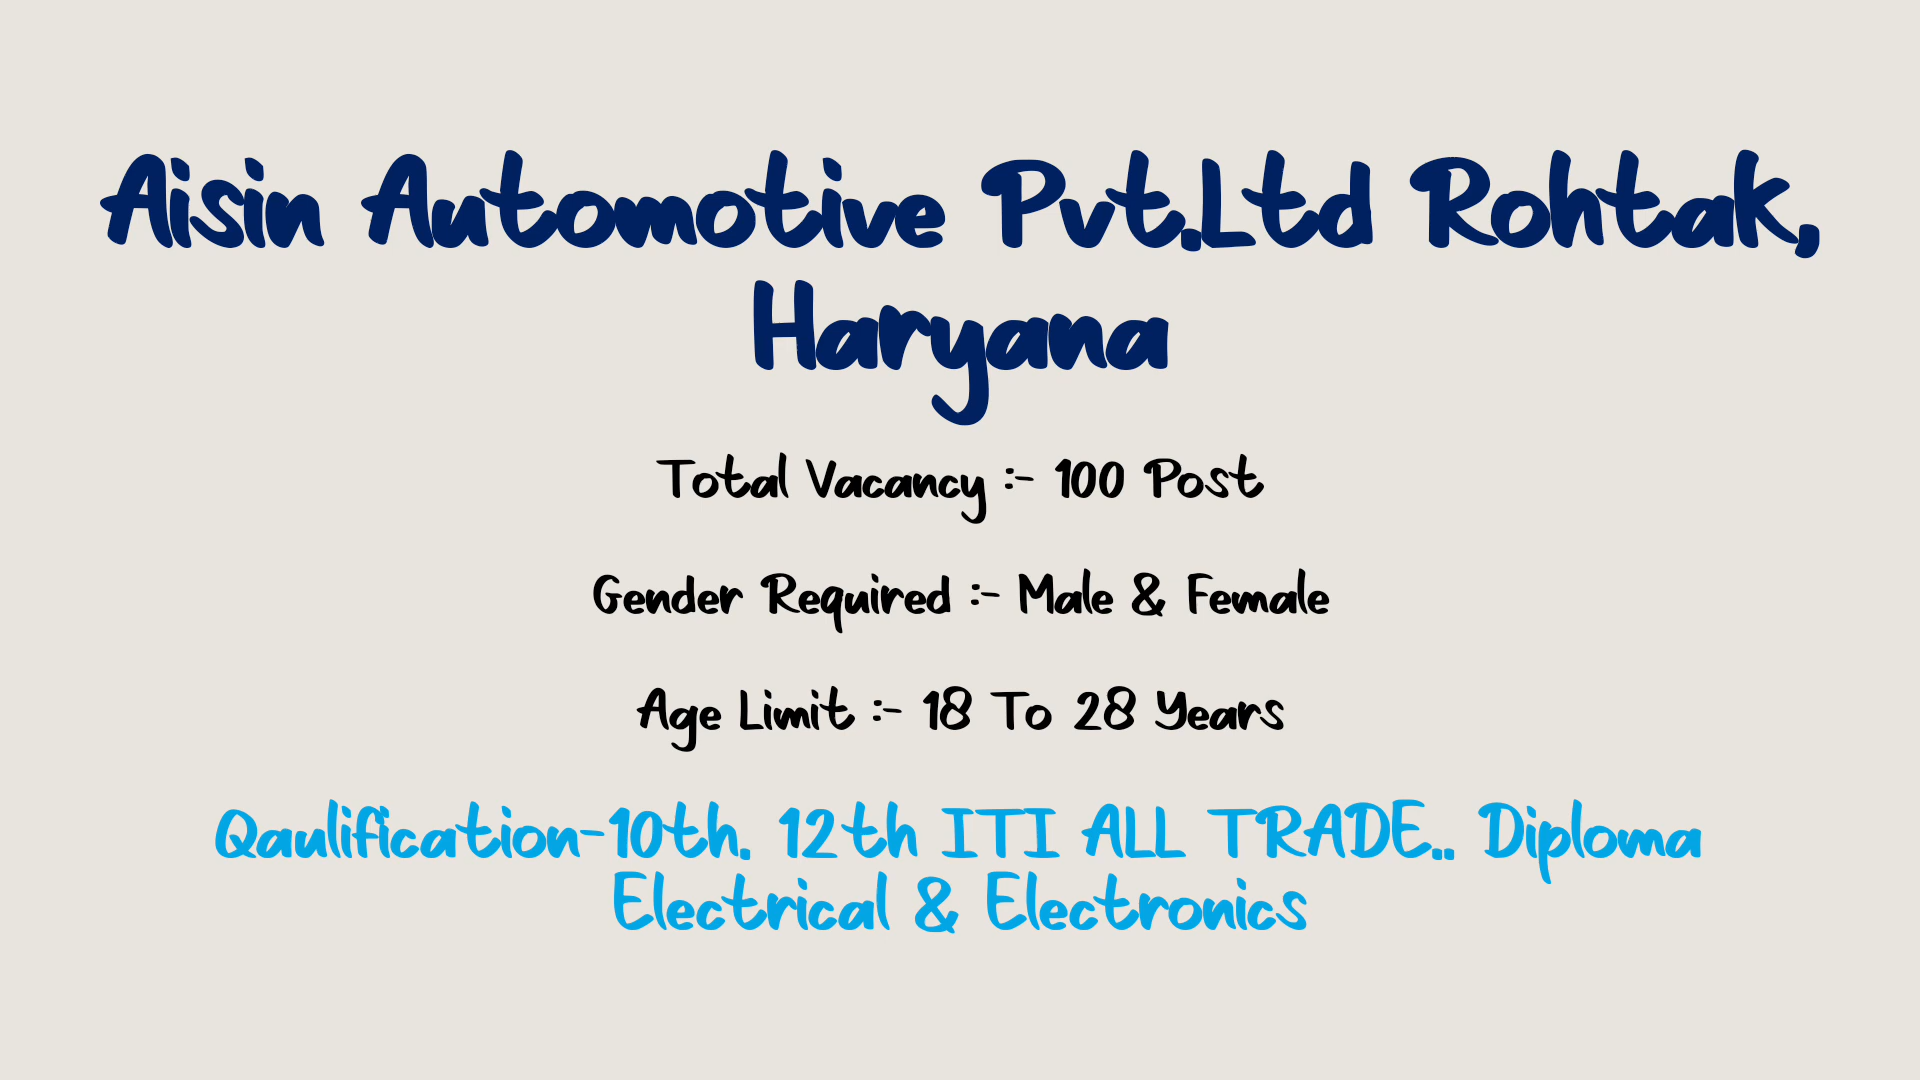 Aisin Automotive Pvt.Ltd Rohtak,
Haryana
Total Vacancy :- 100 Post
Gender Required :- Male & Female
Age Limit :- 18 To 28 Years
Qaulification-10th. 12th ITI ALL TRADE.. Diploma
Electrical & Electronics